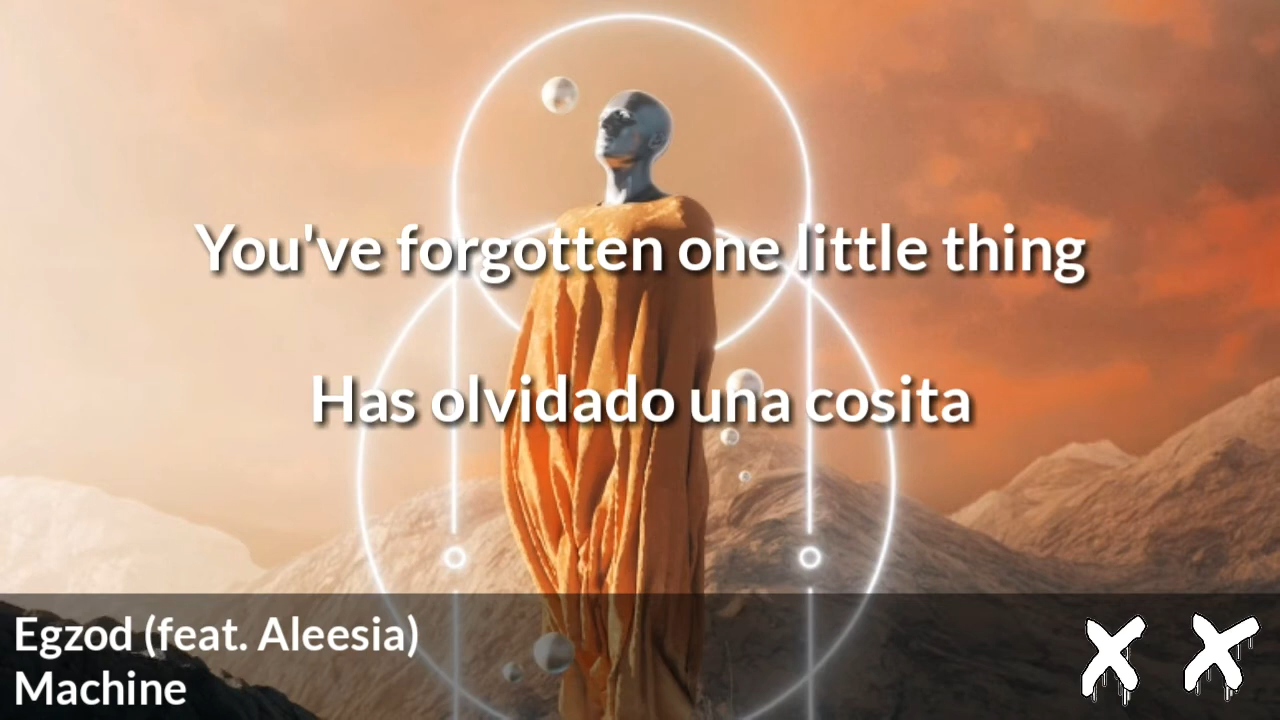 You've forgotten one little thing
Has olvidado una cosita
Egzod (feat. Aleesia)
Machine
X X